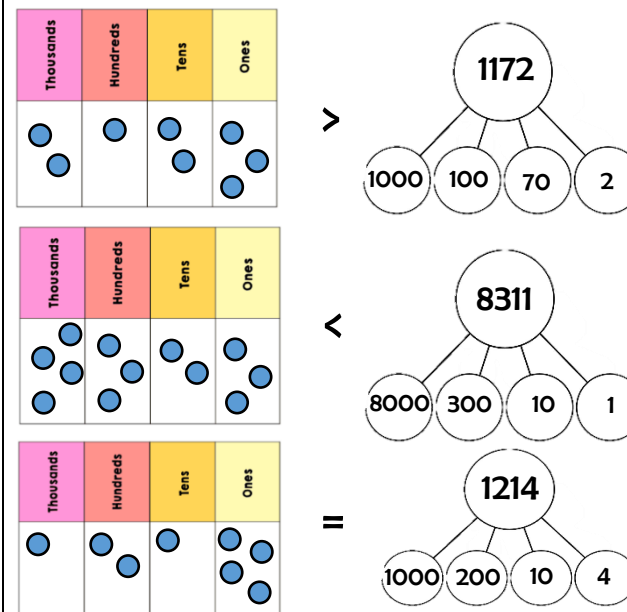 Thousands Hundreds Tens Ones
>
1172
1000 100 70 2
Thousands Hundreds Tens Ones
<
8311
8000 300 10 1
Thousands Hundreds Tens Ones
=
1214
1000 200 10 4